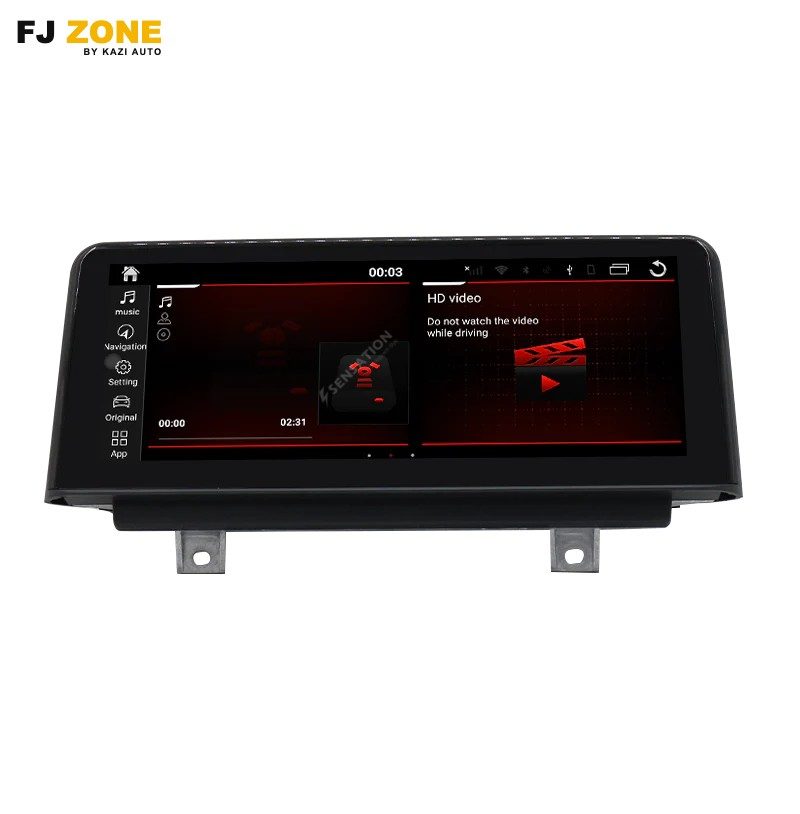 FJ ZONE
BY KAZI AUTO
00:03
music
Navigation
Setting
Original
App
00:00
02:31
SENSATION
HD video
Do not watch the video
while driving